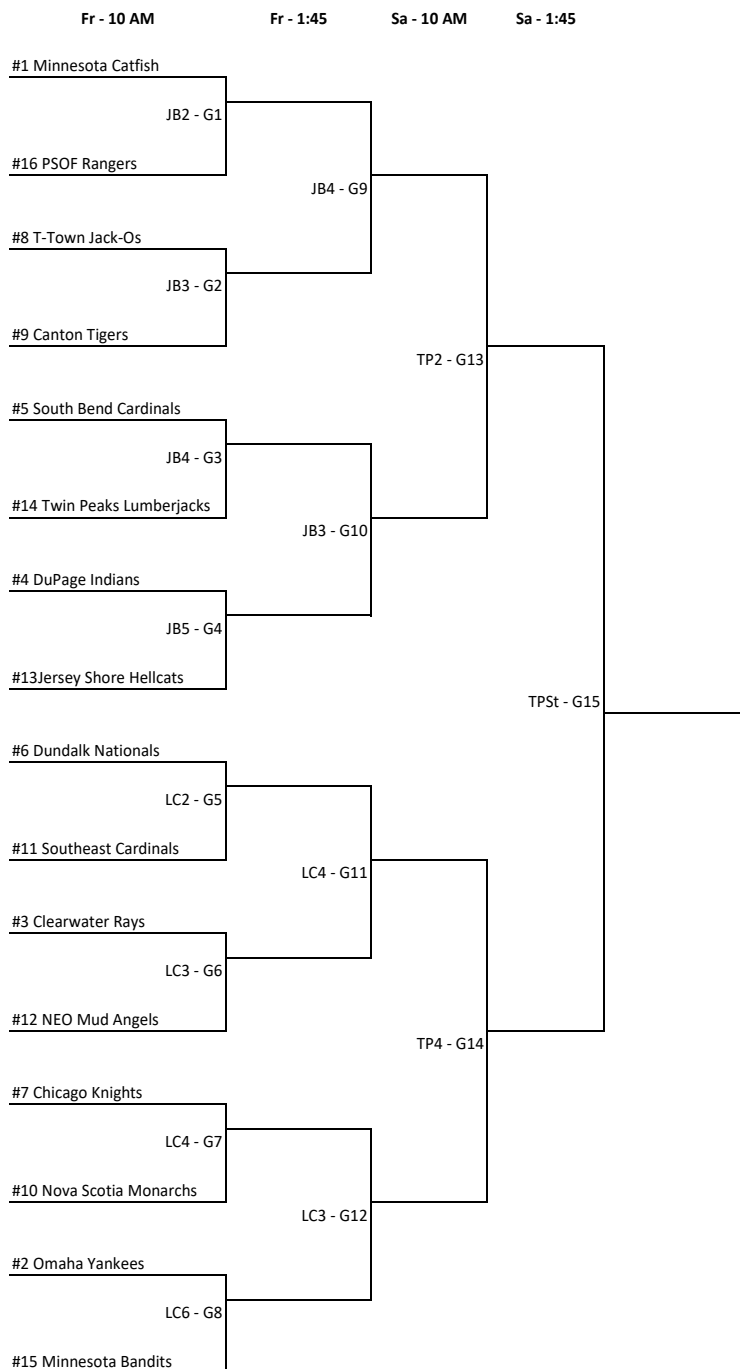 Fr - 10 AM Fr - 1:45 Sa - 10 AM Sa - 1:45
#1 Minnesota Catfish
JB2 - G1
#16 PSOF Rangers
JB4 - G9
#8 T-Town Jack-Os
JB3 - G2
#9 Canton Tigers
TP2 - G13
#5 South Bend Cardinals
JB4 - G3
#14 Twin Peaks Lumberjacks
JB3 - G10
#4 DuPage Indians
JB5 - G4
#13Jersey Shore Hellcats
TPSt - G15
#6 Dundalk Nationals
LC2 - G5
#11 Southeast Cardinals
LC4 - G11
#3 Clearwater Rays
LC3 - G6
#12 NEO Mud Angels
TP4 - G14
#7 Chicago Knights
LC4 - G7
#10 Nova Scotia Monarchs
LC3 - G12
#2 Omaha Yankees
LC6 - G8
#15 Minnesota Bandits